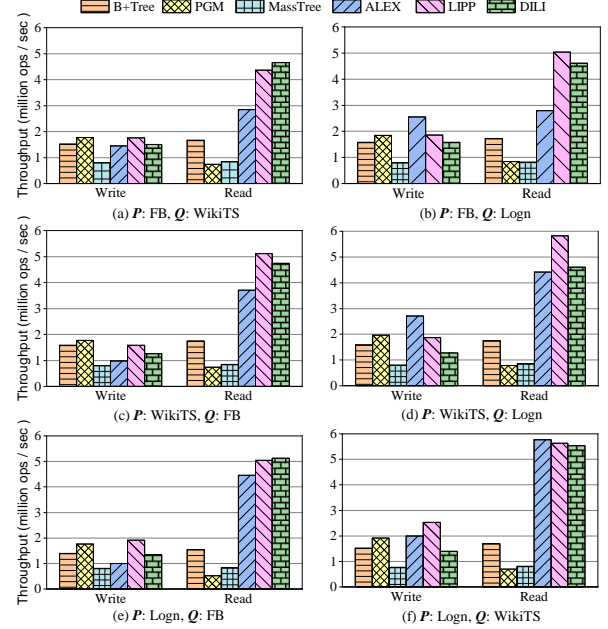 B+Tree PGM MassTree ALEX LIPP DILI
Throughput (million ops / sec)
6
5
4
3
2
1
0
Write Read
(a) P: FB, Q: WikiTS
6
5
4
3
2
1
0
Write Read
(b) P: FB, Q: Logn
Throughput (million ops / sec )
6
5
4
3
2
1
0
Write Read
(c) P: WikiTS, Q: FB
6
5
4
3
2
1
0
Write Read
(d) P: WikiTS, Q: Logn
Throughput (million ops / sec )
6
5
4
3
2
1
0
Write Read
(e) P: Logn, Q: FB
6
5
4
3
2
1
0
Write Read
(f) P: Logn, Q: WikiTS